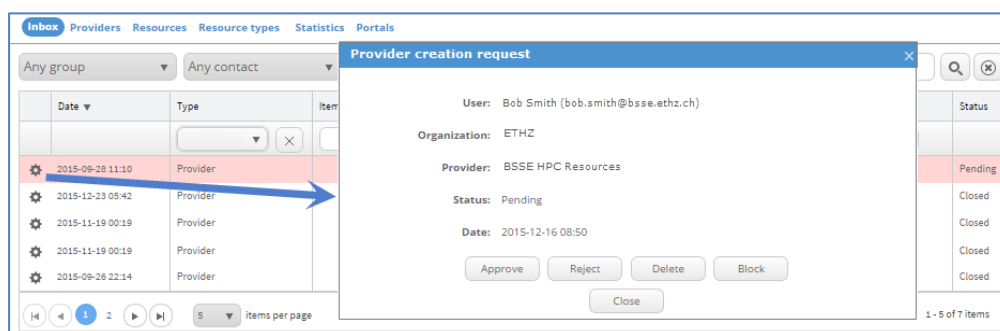 Inbox Providers Resources Resource types Statistics Portals
Any group Any contact
Date Type Item Status
2015-09-28 11:10 Provider Pending
2015-12-23 05:42 Provider Closed
2015-11-19 00:19 Provider Closed
2015-11-19 00:19 Provider Closed
2015-09-26 22:14 Provider Closed
1 2 5 items per page 1 - 5 of 7 items
Provider creation request
User: Bob Smith (bob.smith@bsse.ethz.ch)
Organization: ETHZ
Provider: BSSE HPC Resources
Status: Pending
Date: 2015-12-16 08:50
Approve Reject Delete Block
Close